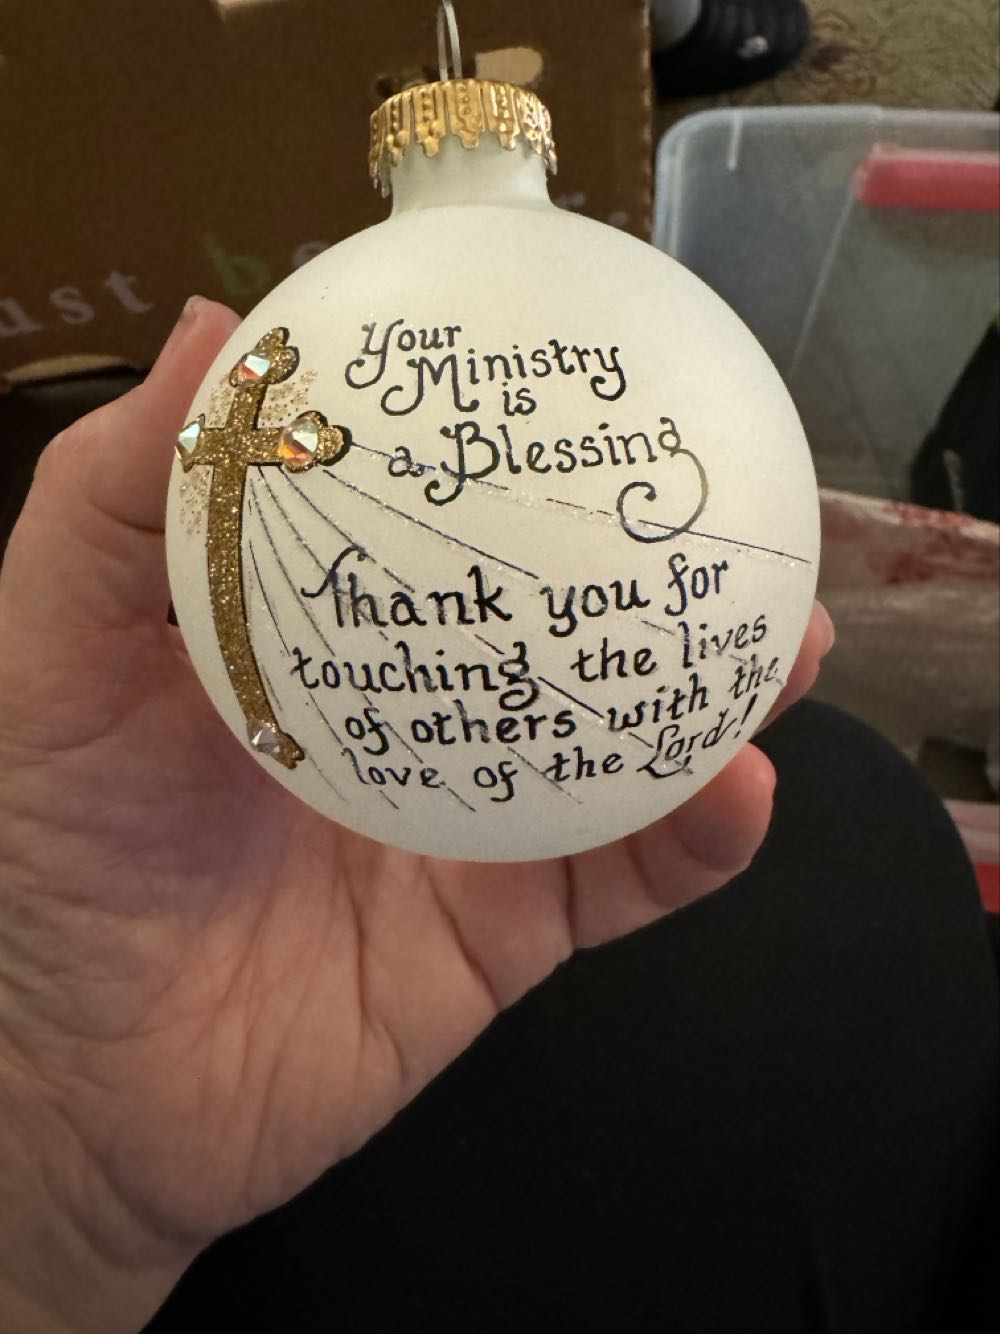 Your
Ministry
is
a Blessing
Thank you for
touching the lives
of others with the
love of the Lord!
ust b